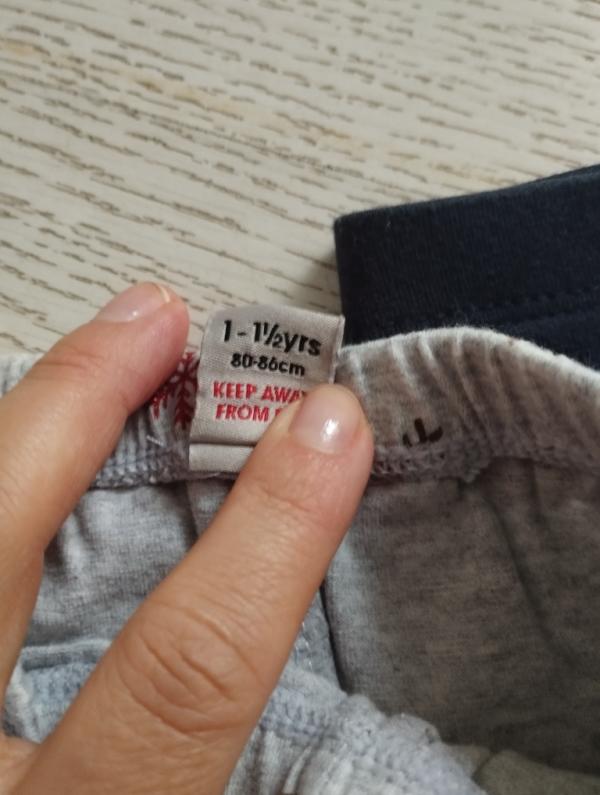 1 - 1½yrs
80-86cm
KEEP AWAY
FROM